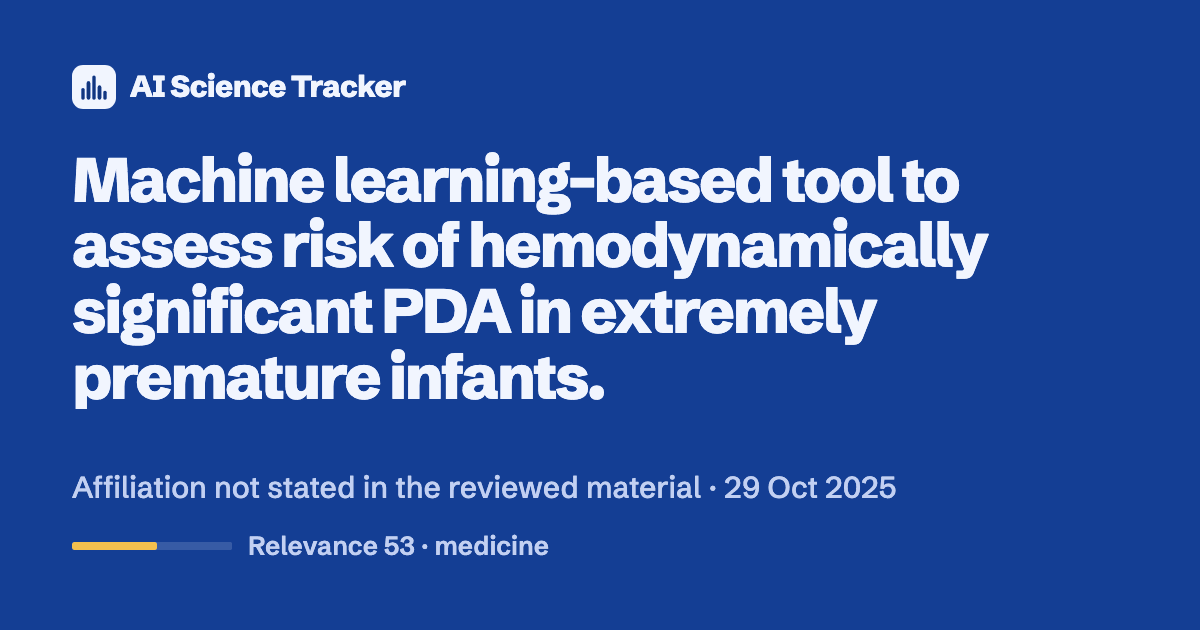 AI Science Tracker
Machine learning-based tool to
assess risk of hemodynamically
significant PDA in extremely
premature infants.
Affiliation not stated in the reviewed material · 29 Oct 2025
Relevance 53 · medicine